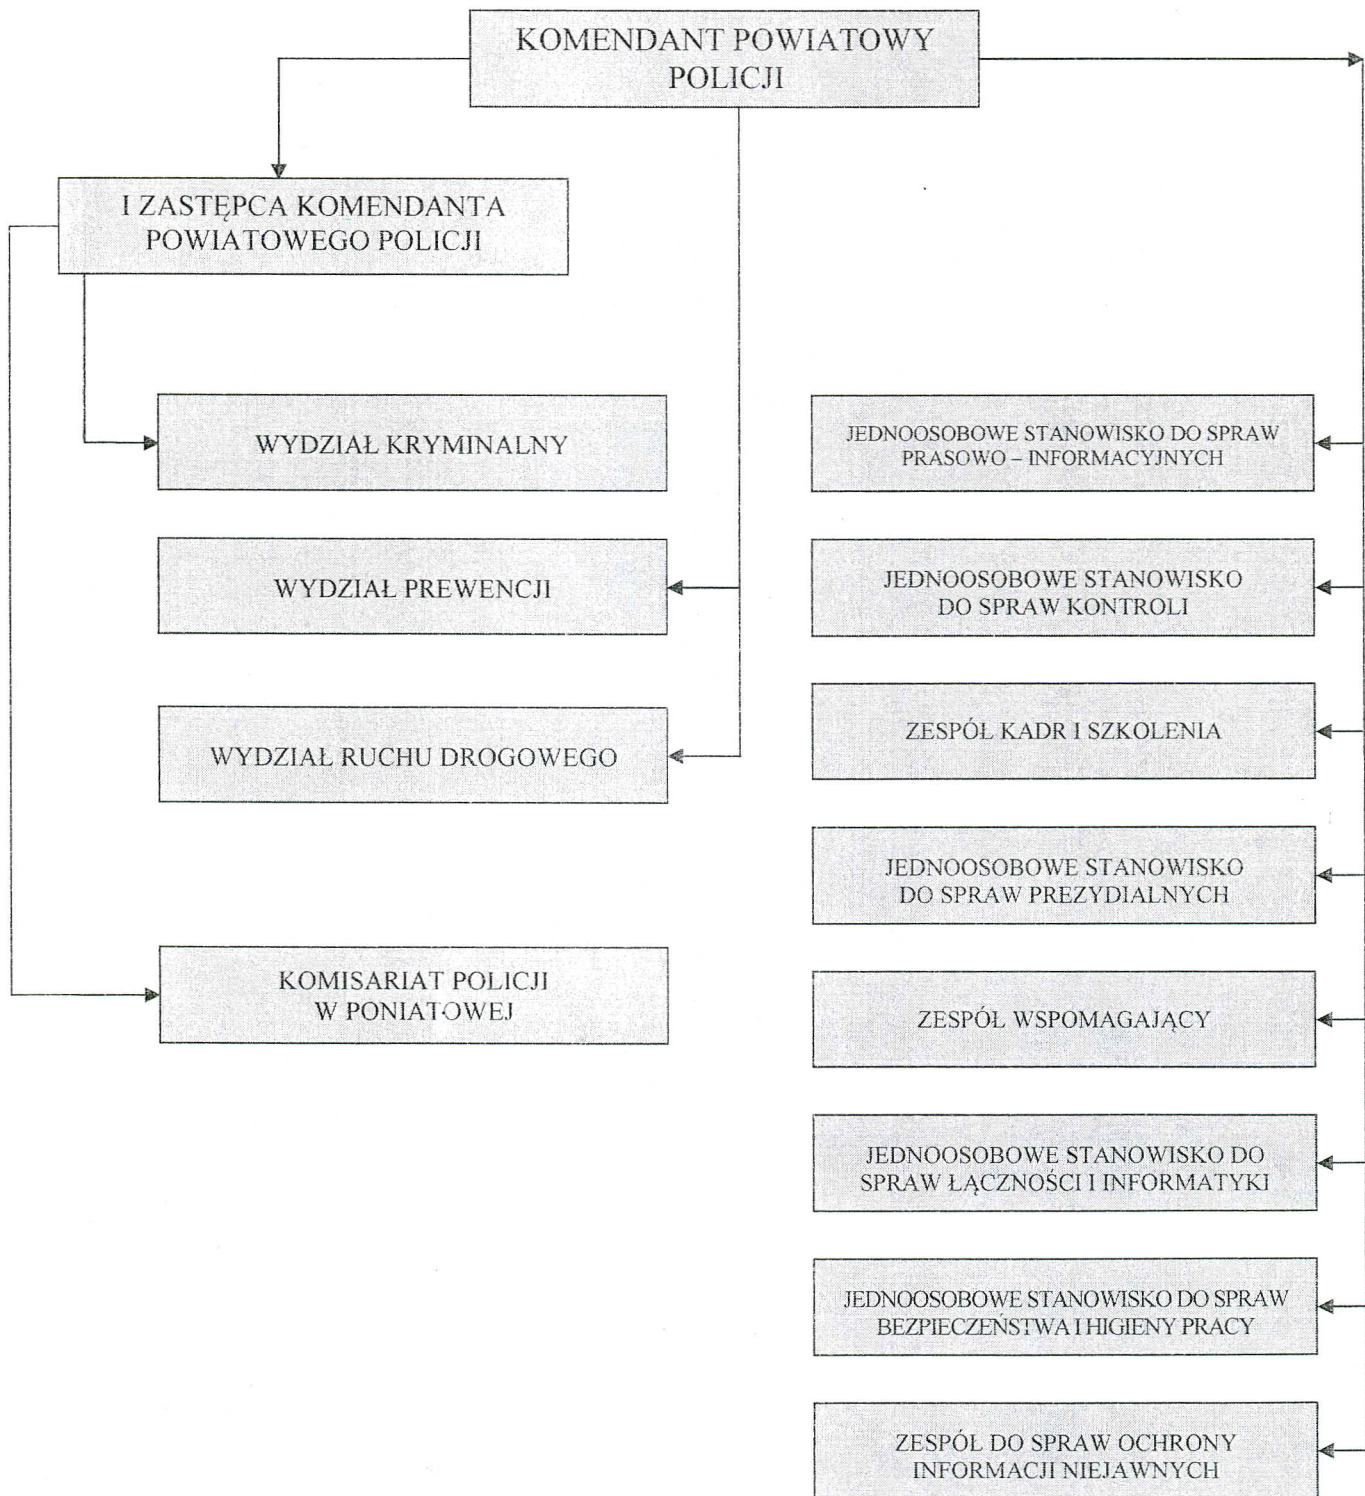 KOMENDANT POWIATOWY
POLICJI
I ZASTĘPCA KOMENDANTA
POWIATOWEGO POLICJI
WYDZIAŁ KRYMINALNY
WYDZIAŁ PREWENCJI
WYDZIAŁ RUCHU DROGOWEGO
KOMISARIAT POLICJI
W PONIATOWEJ
JEDNOOSOBOWE STANOWISKO DO SPRAW
PRASOWO – INFORMACYJNYCH
JEDNOOSOBOWE STANOWISKO
DO SPRAW KONTROLI
ZESPÓŁ KADR I SZKOLENIA
JEDNOOSOBOWE STANOWISKO
DO SPRAW PREZYDIALNYCH
ZESPÓŁ WSPOMAGAJĄCY
JEDNOOSOBOWE STANOWISKO DO
SPRAW ŁĄCZNOŚCI I INFORMATYKI
JEDNOOSOBOWE STANOWISKO DO SPRAW
BEZPIECZEŃSTWA I HIGIENY PRACY
ZESPÓŁ DO SPRAW OCHRONY
INFORMACJI NIEJAWNYCH